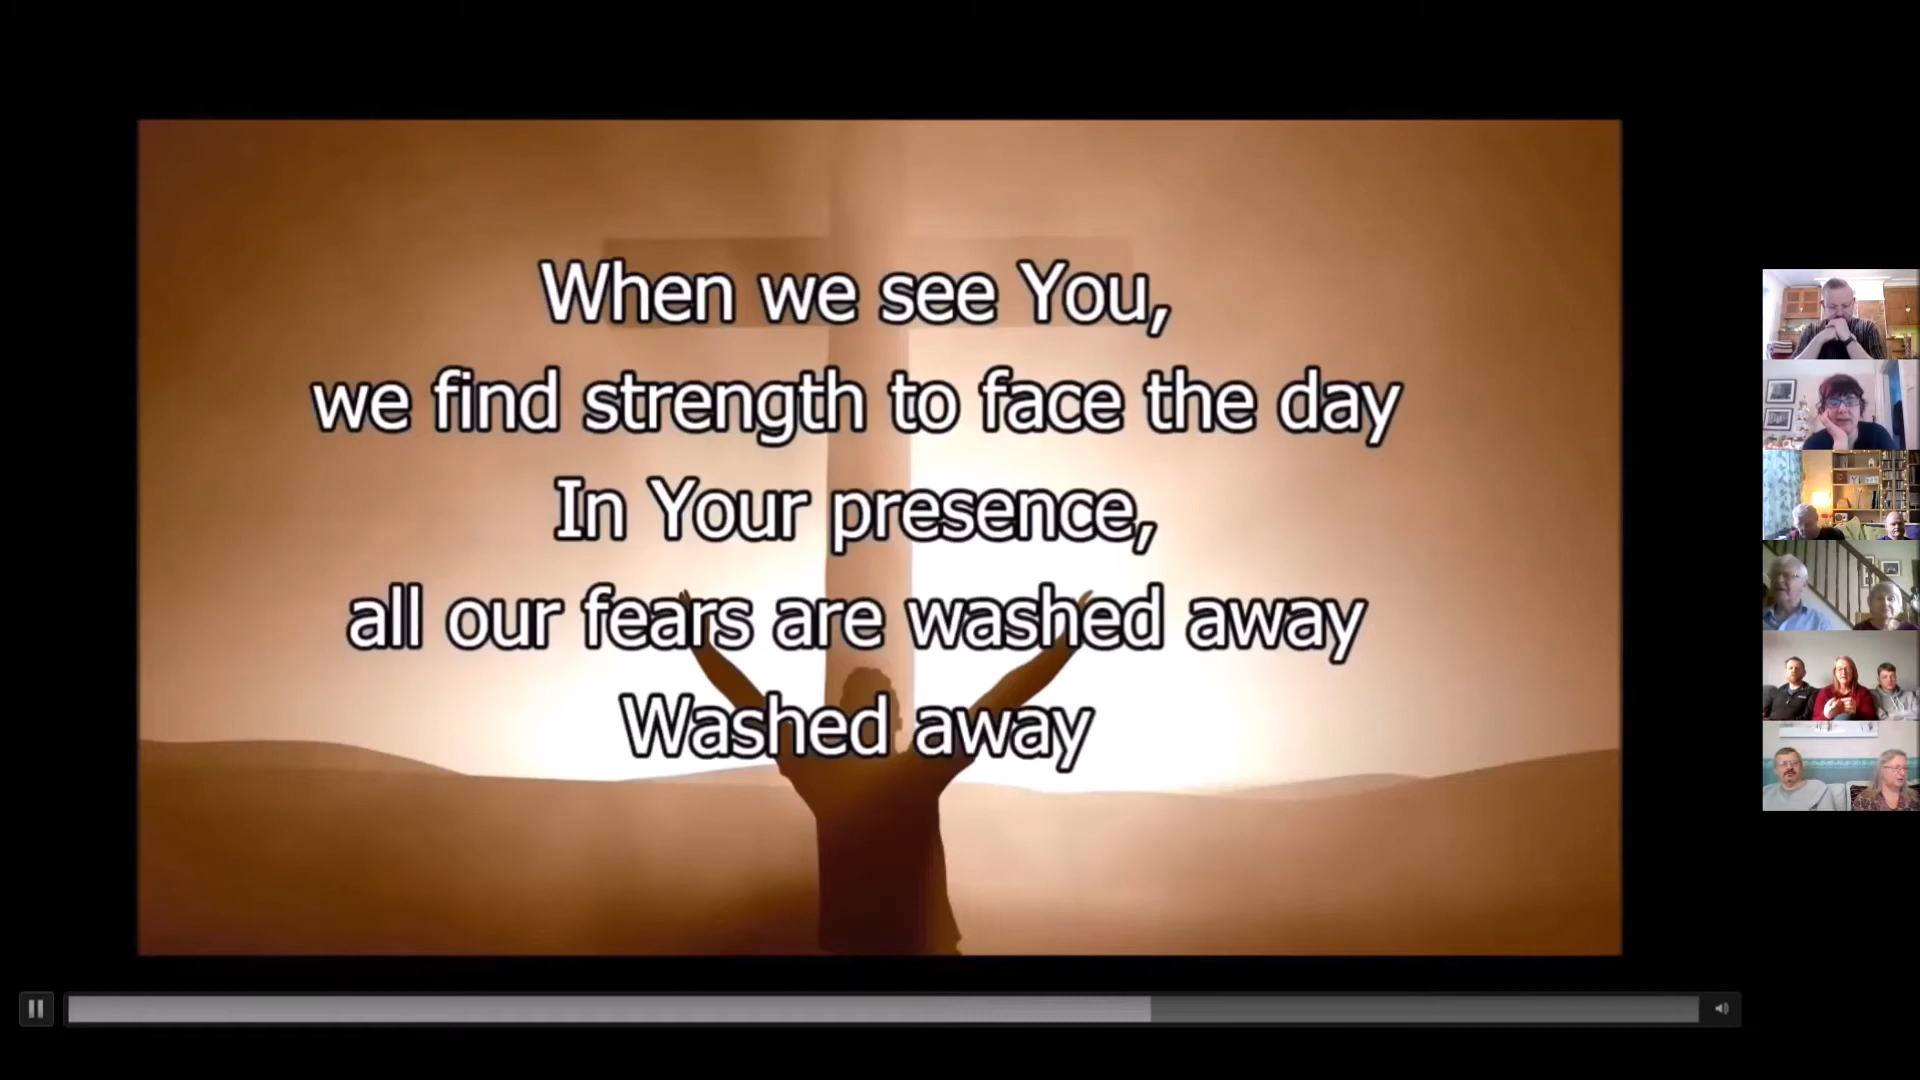 When we see You,
we find strength to face the day
In Your presence,
all our fears are washed away
Washed away